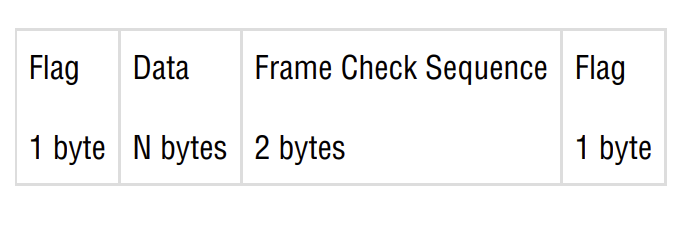 Flag Data Frame Check Sequence Flag
1 byte N bytes 2 bytes 1 byte